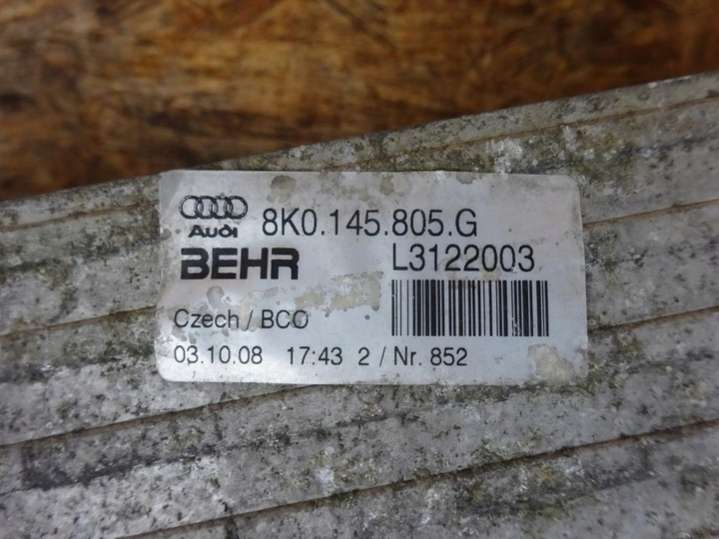 8K0.145.805.G
Audi
BEHR L3122003
Czech / BCO
03.10.08 17:43 2 / Nr. 852